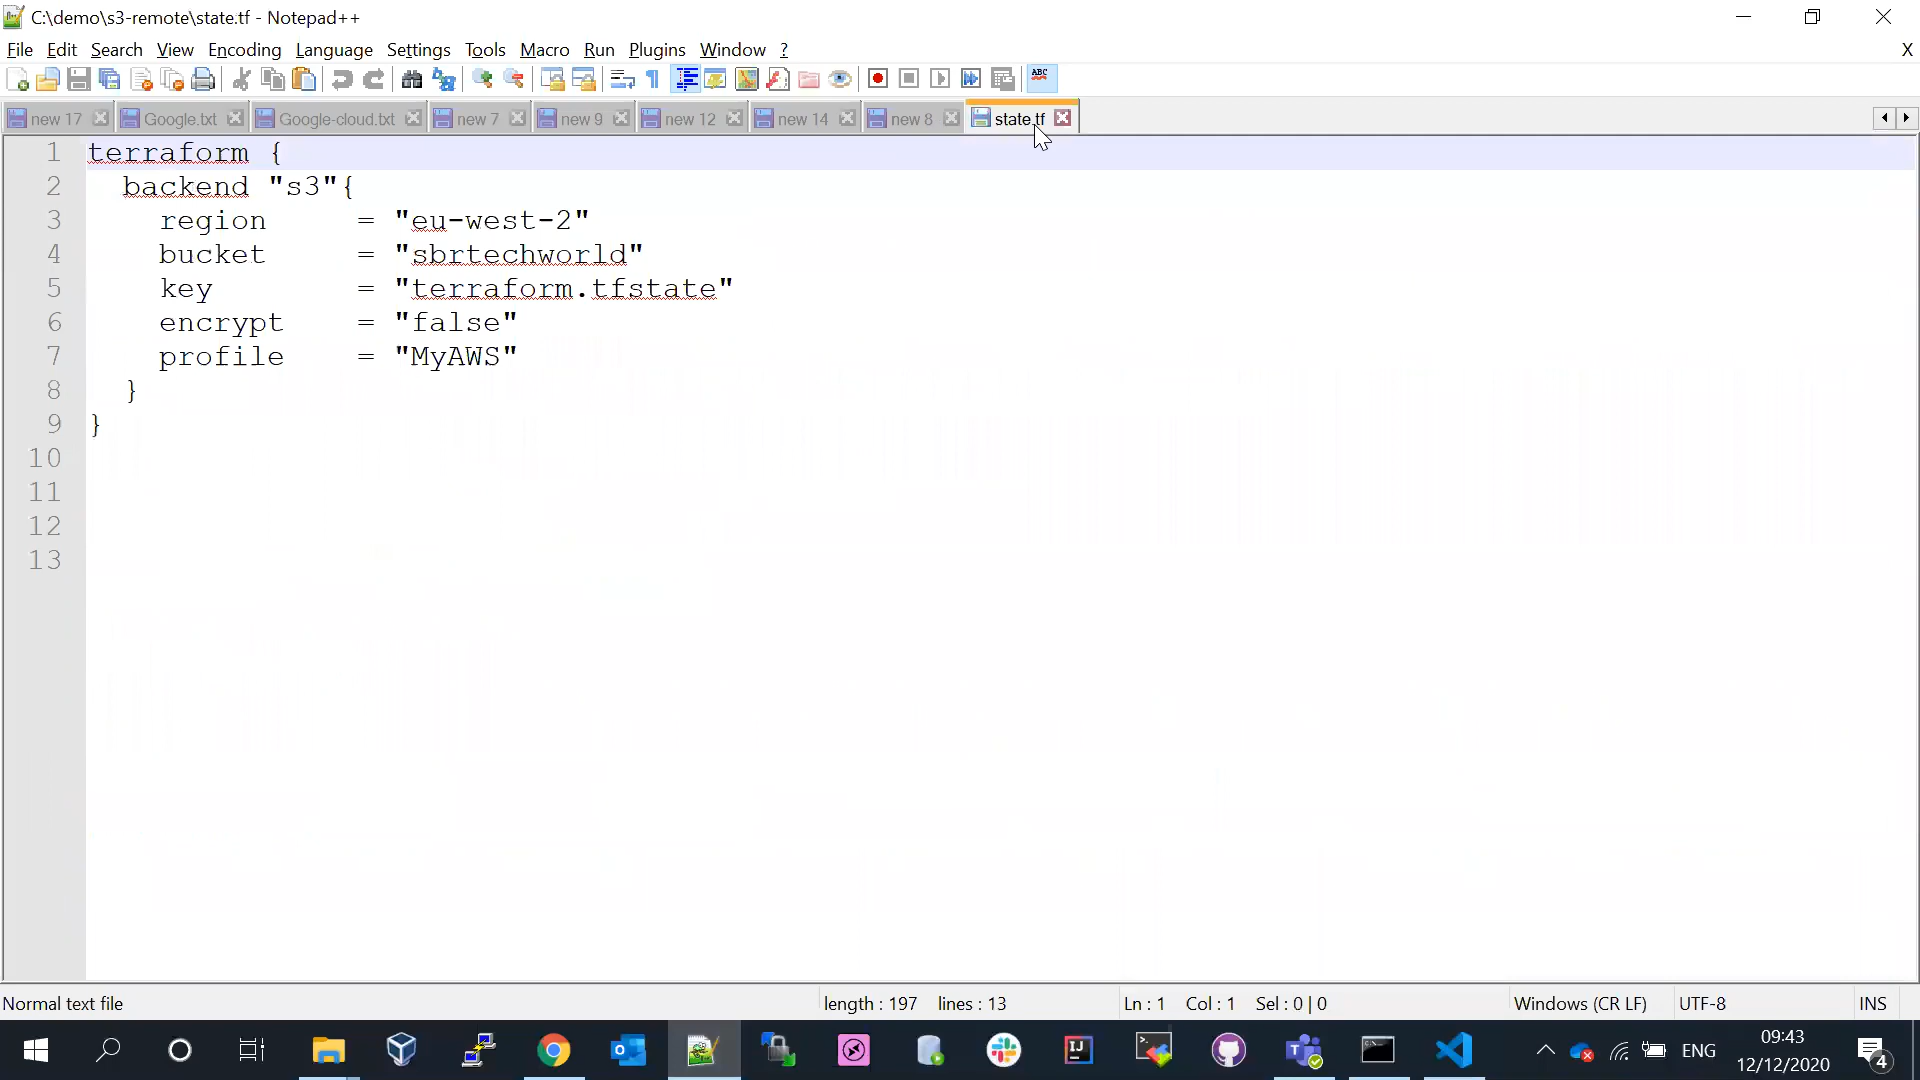 C:\demo\s3-remote\state.tf - Notepad++
File Edit Search View Encoding Language Settings Tools Macro Run Plugins Window ? X
ABC
new 17 Google.txt Google-cloud.txt new 7 new 9 new 12 new 14 new 8 state.tf
1 terraform {
2 backend "s3"{
3 region = "eu-west-2"
4 bucket = "sbrtechworld"
5 key = "terraform.tfstate"
6 encrypt = "false"
7 profile = "MyAWS"
8 }
9 }
10
11
12
13
Normal text file length : 197 lines : 13 Ln : 1 Col : 1 Sel : 0 | 0 Windows (CR LF) UTF-8 INS
IJ ENG 09:43 4
12/12/2020